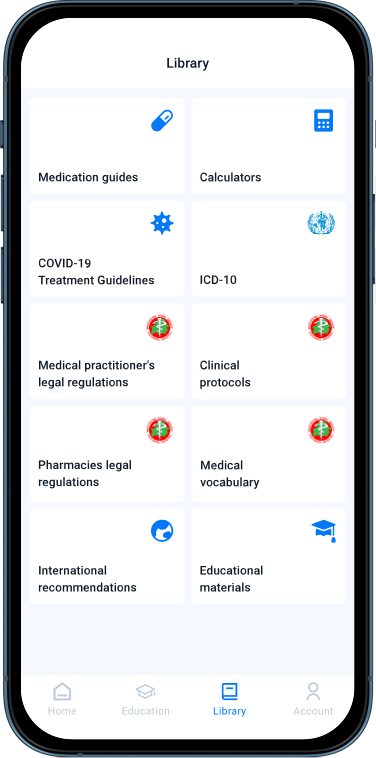 Library
Medication guides
Calculators
COVID-19
Treatment Guidelines
ICD-10
Medical practitioner's
legal regulations
Clinical
protocols
Pharmacies legal
regulations
Medical
vocabulary
International
recommendations
Educational
materials
Home
Education
Library
Account